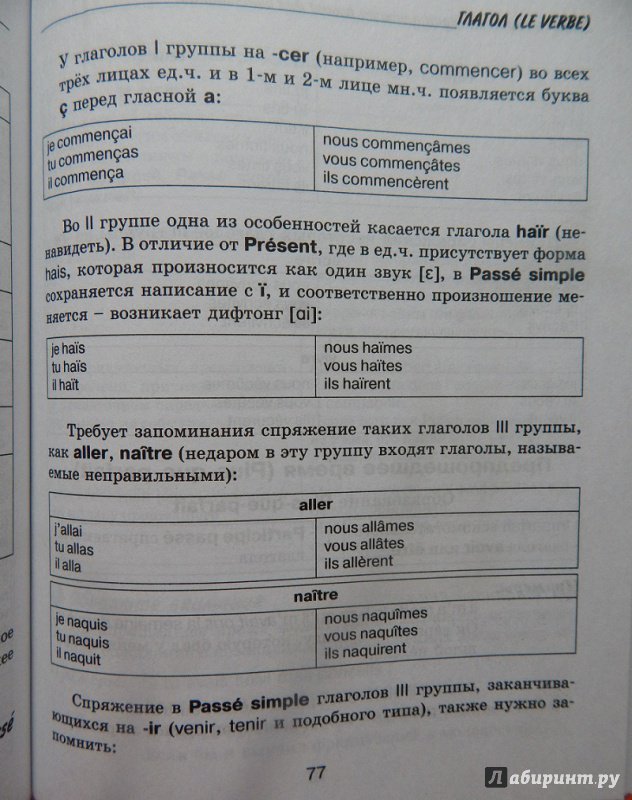 ГЛАГОЛ (LE VERBE)
У глаголов I группы на -cer (например, commencer) во всех
трёх лицах ед.ч. и в 1-м и 2-м лице мн.ч. появляется буква
ç перед гласной a:
je commençai
tu commenças
il commença
nous commençâmes
vous commençâtes
ils commencèrent
Во II группе одна из особенностей касается глагола haïr (не-
навидеть). В отличие от Présent, где в ед.ч. присутствует форма
hais, которая произносится как один звук [ɛ], в Passé simple
сохраняется написание с ï, и соответственно произношение ме-
няется – возникает дифтонг [ɑi]:
je haïs
tu haïs
il haït
nous haïmes
vous haïtes
ils haïrent
Требует запоминания спряжение таких глаголов III группы,
как aller, naître (недаром в эту группу входят глаголы, называ-
емые неправильными):
aller
j'allai
tu allas
il alla
nous allâmes
vous allâtes
ils allèrent
naître
je naquis
tu naquis
il naquit
nous naquîmes
vous naquîtes
ils naquirent
Спряжение в Passé simple глаголов III группы, заканчива-
ющихся на -ir (venir, tenir и подобного типа), также нужно за-
помнить:
77
Лабиринт.ру